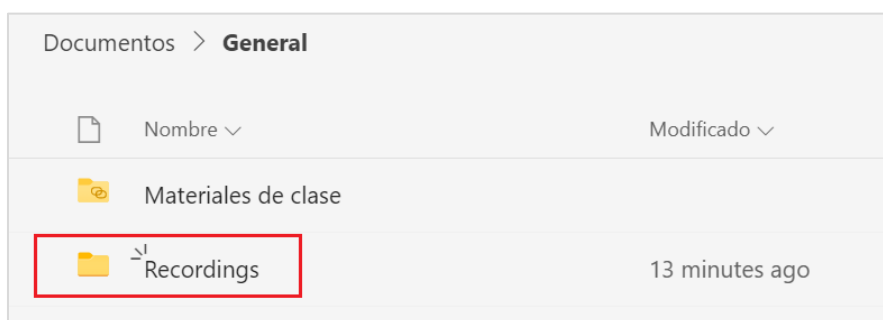 Documentos > General
Nombre Modificado
Materiales de clase
Recordings 13 minutes ago